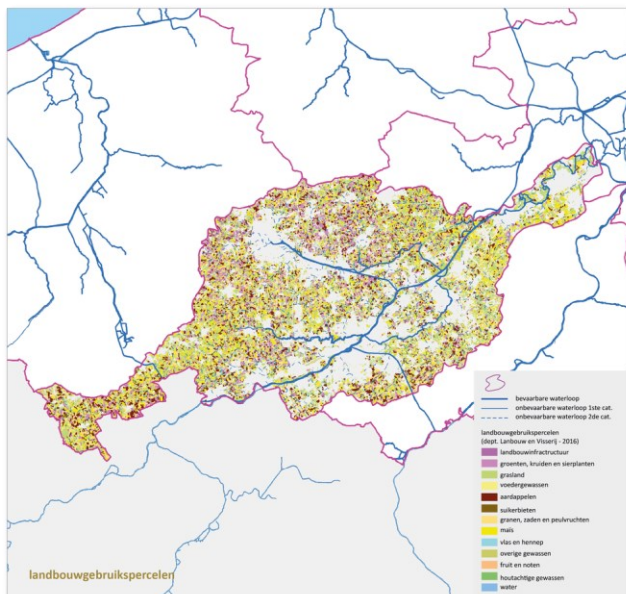 bevaarbare waterloop
onbevaarbare waterloop 1ste cat.
onbevaarbare waterloop 2de cat.
landbouwgebruikspercelen
(dept. Lanbouw en Visserij - 2016)
landbouwinfractructuur
groenten, kruiden en sierplanten
grasland
voedergewassen
aardappelen
suikerbieten
granen, zaden en peulvruchten
maïs
vlas en hennep
overige gewassen
fruit en noten
houtachtige gewassen
water
landbouwgebruikspercelen